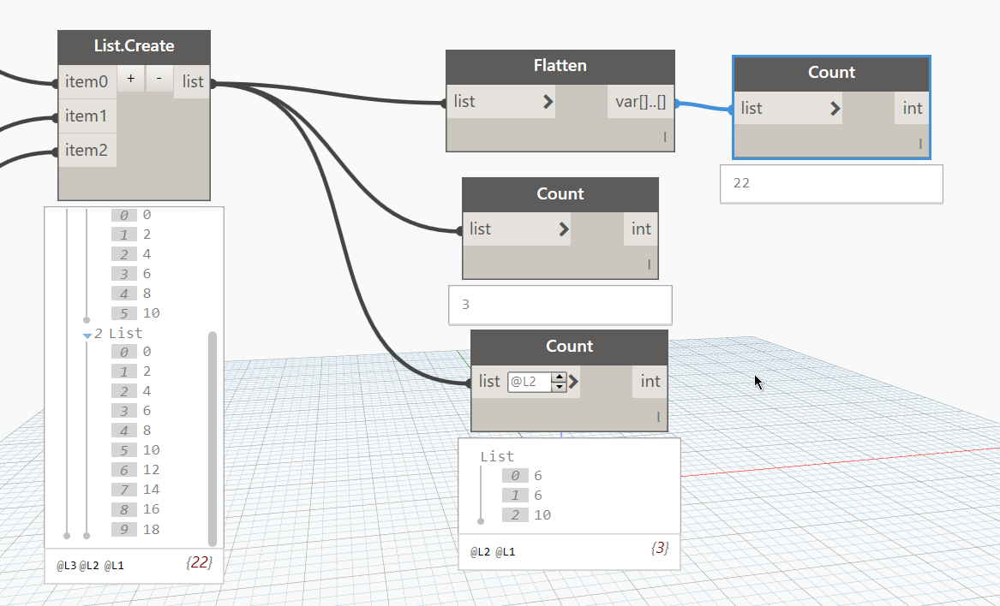 List.Create
item0 + - list
item1
item2
0 0
1 2
2 4
3 6
4 8
5 10
2 List
0 0
1 2
2 4
3 6
4 8
5 10
6 12
7 14
8 16
9 18
@L3 @L2 @L1 {22}
Flatten
list > var[]..[]
l
Count
list > int
l
22
Count
list > int
l
3
Count
list @L2 > int
l
List
0 6
1 6
2 10
@L2 @L1 {3}